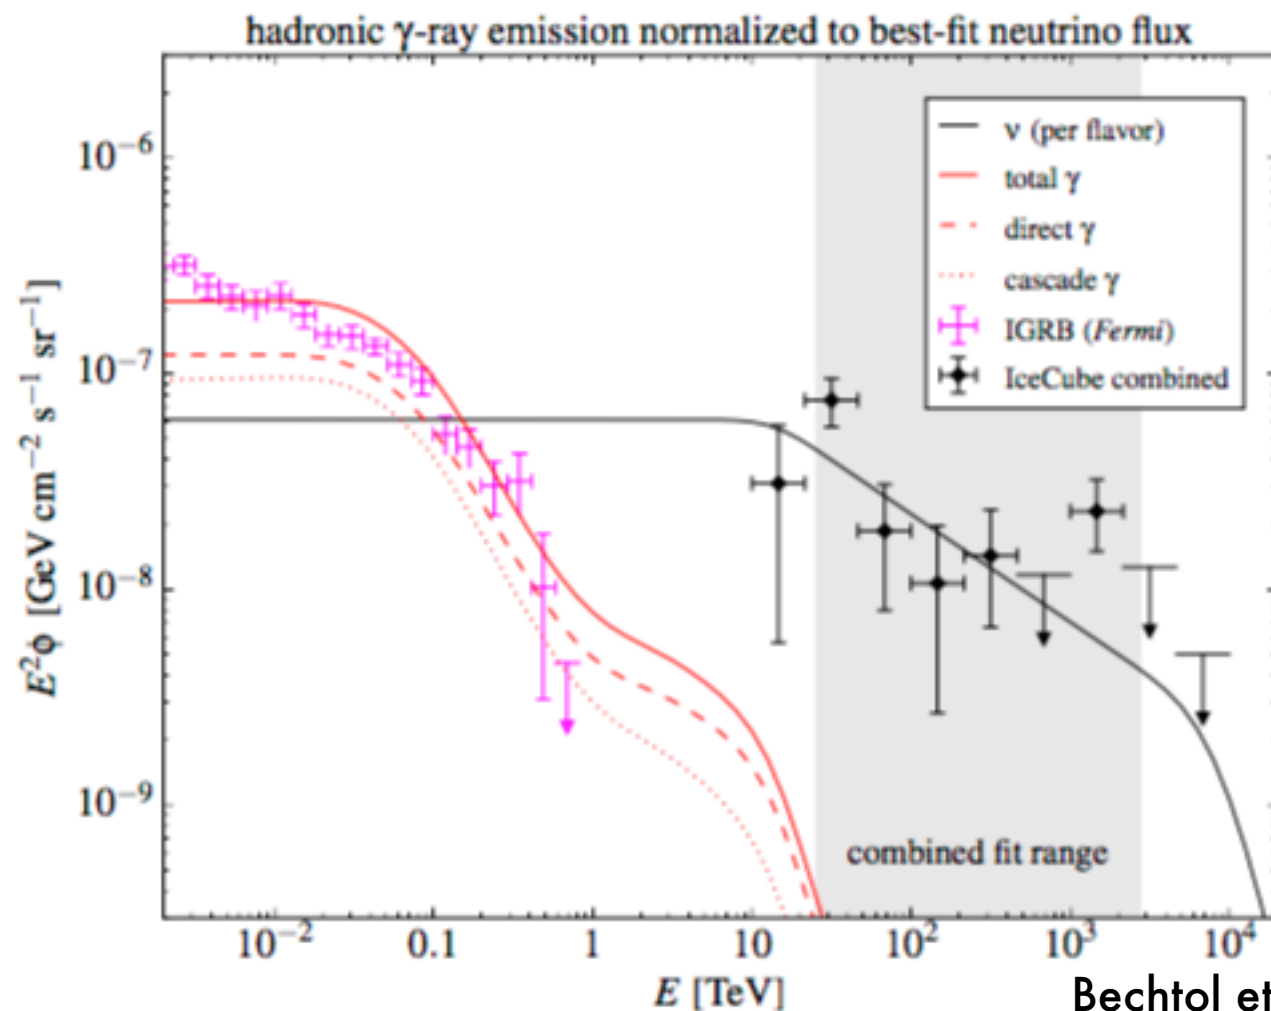 hadronic γ-ray emission normalized to best-fit neutrino flux
10⁻⁶
10⁻⁷
10⁻⁸
10⁻⁹
E²ϕ [GeV cm⁻² s⁻¹ sr⁻¹]
ν (per flavor)
total γ
direct γ
cascade γ
IGRB (Fermi)
IceCube combined
combined fit range
10⁻² 0.1 1 10 10² 10³ 10⁴
E [TeV]
Bechtol et